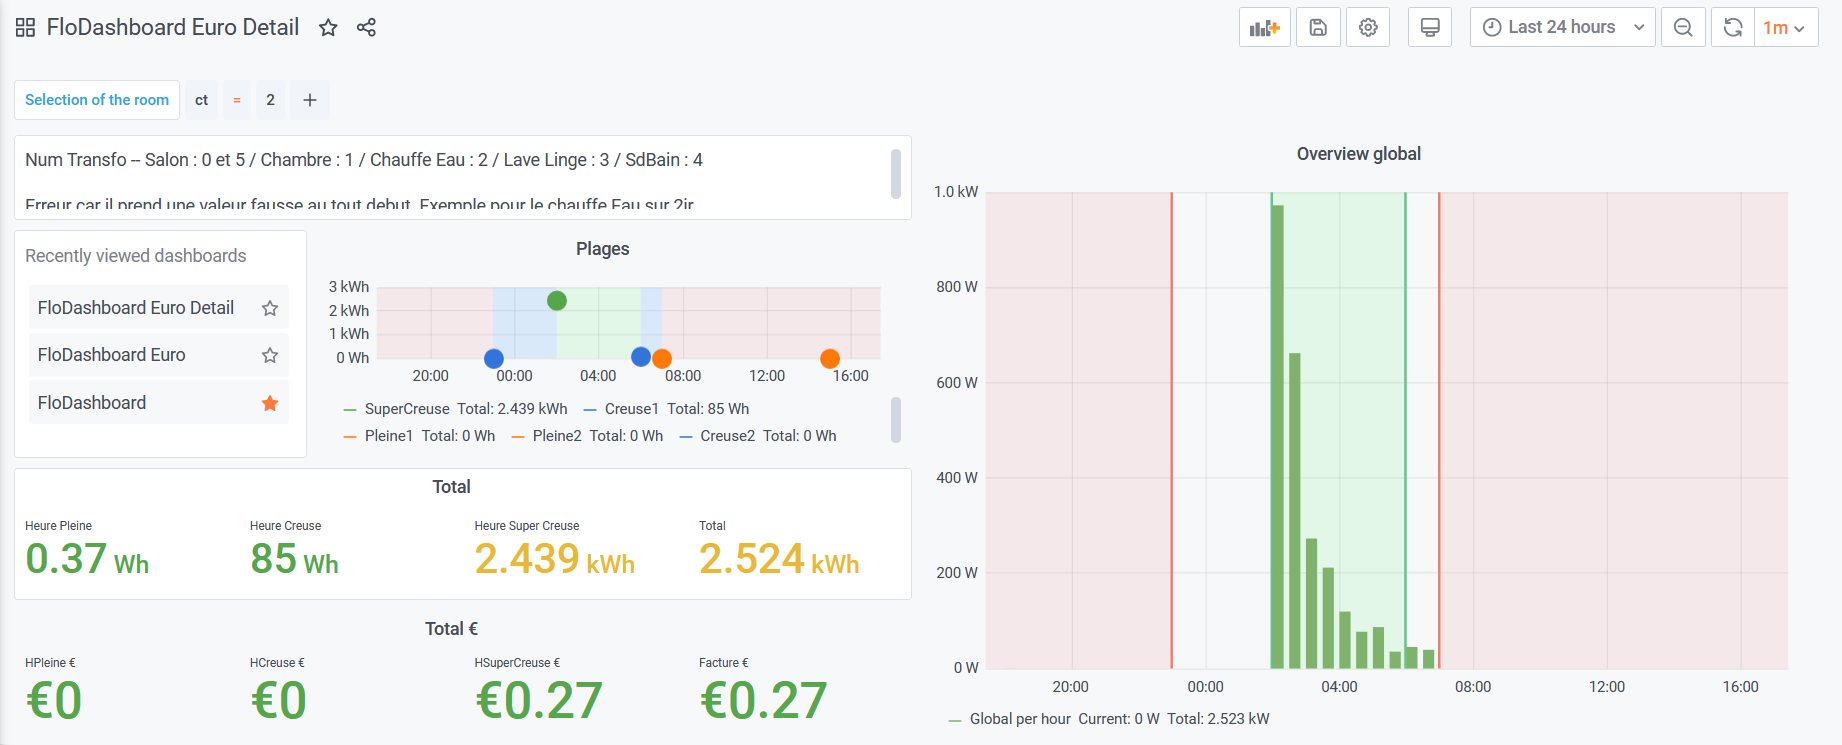 FloDashboard Euro Detail
Last 24 hours
1m
Selection of the room ct = 2 +
Num Transfo -- Salon : 0 et 5 / Chambre : 1 / Chauffe Eau : 2 / Lave Linge : 3 / SdBain : 4
Erreur car il prend une valeur fausse au tout debut. Exemple pour le chauffe Eau sur 2jr
Recently viewed dashboards
FloDashboard Euro Detail
FloDashboard Euro
FloDashboard
Plages
3 kWh
2 kWh
1 kWh
0 Wh
20:00 00:00 04:00 08:00 12:00 16:00
SuperCreuse Total: 2.439 kWh Creuse1 Total: 85 Wh
Pleine1 Total: 0 Wh Pleine2 Total: 0 Wh Creuse2 Total: 0 Wh
Total
Heure Pleine Heure Creuse Heure Super Creuse Total
0.37 Wh 85 Wh 2.439 kWh 2.524 kWh
Total €
HPleine € HCreuse € HSuperCreuse € Facture €
€0 €0 €0.27 €0.27
Overview global
1.0 kW
800 W
600 W
400 W
200 W
0 W
20:00 00:00 04:00 08:00 12:00 16:00
Global per hour Current: 0 W Total: 2.523 kW